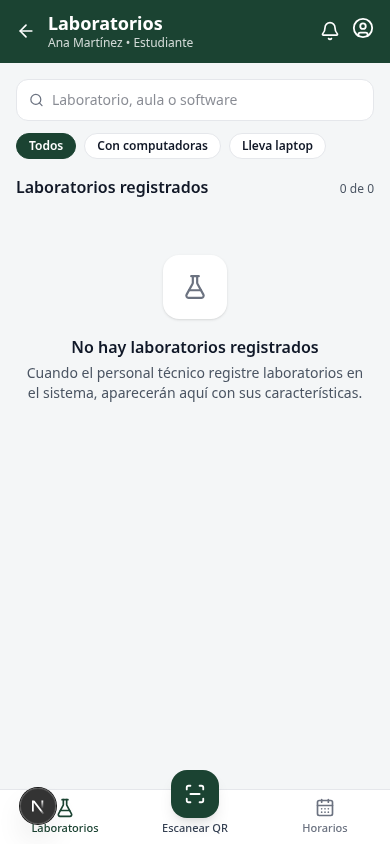 Laboratorios
Ana Martínez • Estudiante
Laboratorio, aula o software
Todos
Con computadoras
Lleva laptop
Laboratorios registrados
0 de 0
No hay laboratorios registrados
Cuando el personal técnico registre laboratorios en
el sistema, aparecerán aquí con sus características.
N
Laboratorios
Escanear QR
Horarios